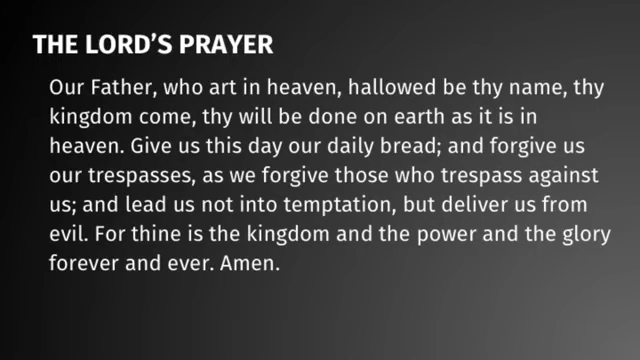 THE LORD'S PRAYER
Our Father, who art in heaven, hallowed be thy name, thy
kingdom come, thy will be done on earth as it is in
heaven. Give us this day our daily bread; and forgive us
our trespasses, as we forgive those who trespass against
us; and lead us not into temptation, but deliver us from
evil. For thine is the kingdom and the power and the glory
forever and ever. Amen.